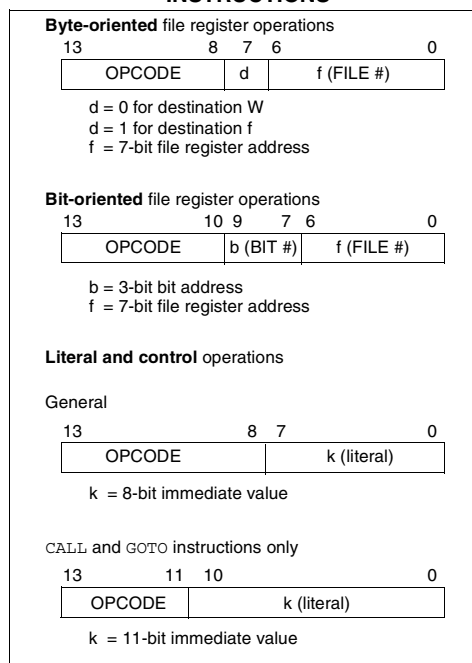 INSTRUCTIONS
Byte-oriented file register operations
13 8 7 6 0
OPCODE d f (FILE #)
d = 0 for destination W
d = 1 for destination f
f = 7-bit file register address
Bit-oriented file register operations
13 10 9 7 6 0
OPCODE b (BIT #) f (FILE #)
b = 3-bit bit address
f = 7-bit file register address
Literal and control operations
General
13 8 7 0
OPCODE k (literal)
k = 8-bit immediate value
CALL and GOTO instructions only
13 11 10 0
OPCODE k (literal)
k = 11-bit immediate value